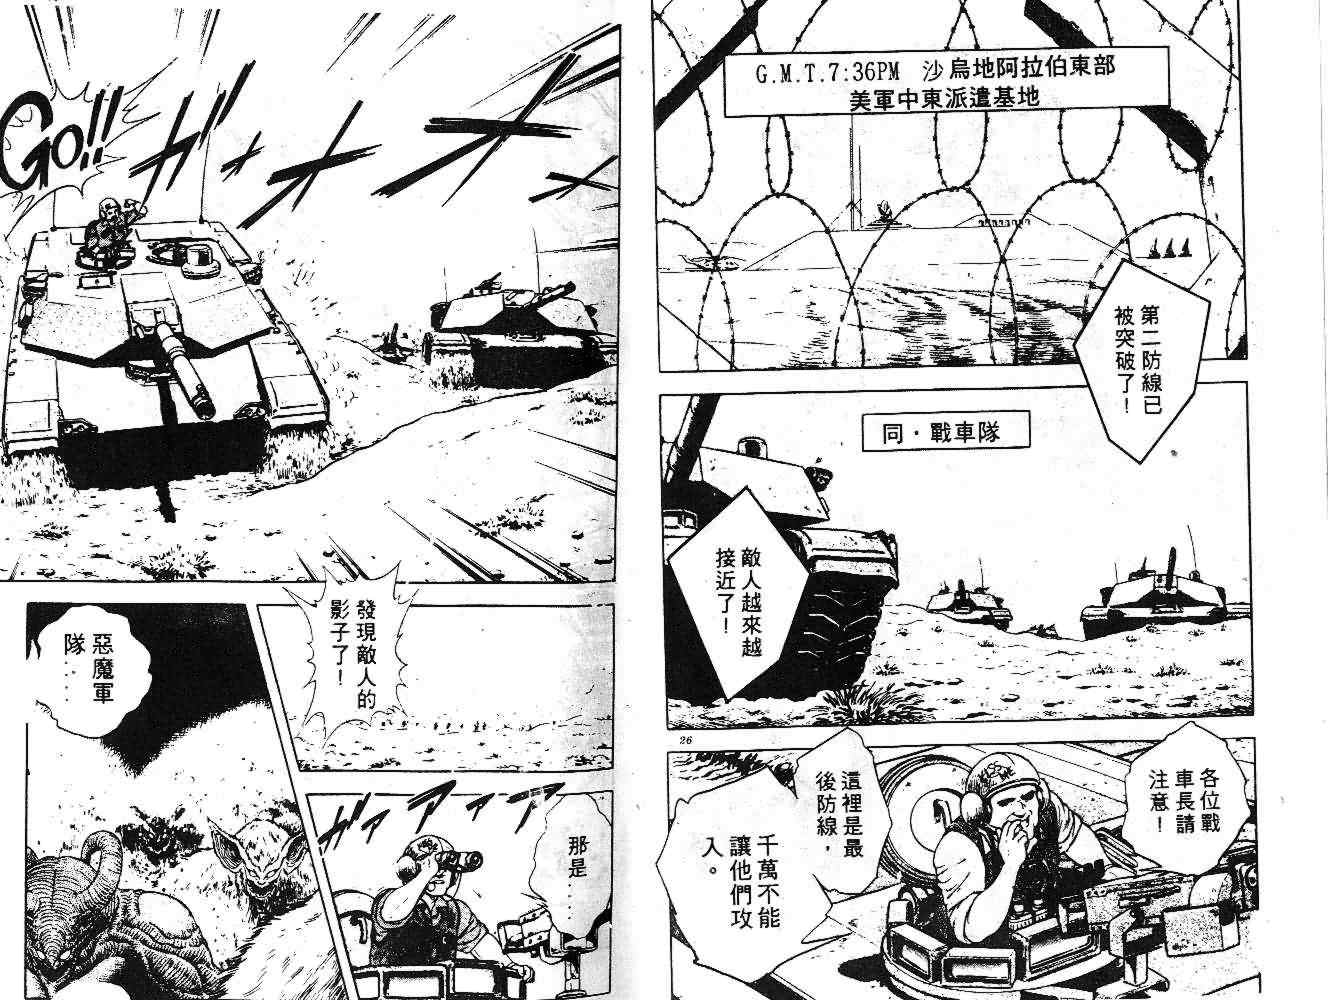 G.M.T.7:36PM 沙烏地阿拉伯東部
美軍中東派遣基地
第二防線已
被突破了！
同．戰車隊
敵人越來越
接近了！
各位戰
車長請
注意！
這裡是最
後防線，
千萬不能
讓他們攻
入。
26
Go!!
ガガ
發現敵人的
影子了！
ガァァァァ
那是……
惡魔軍
隊……